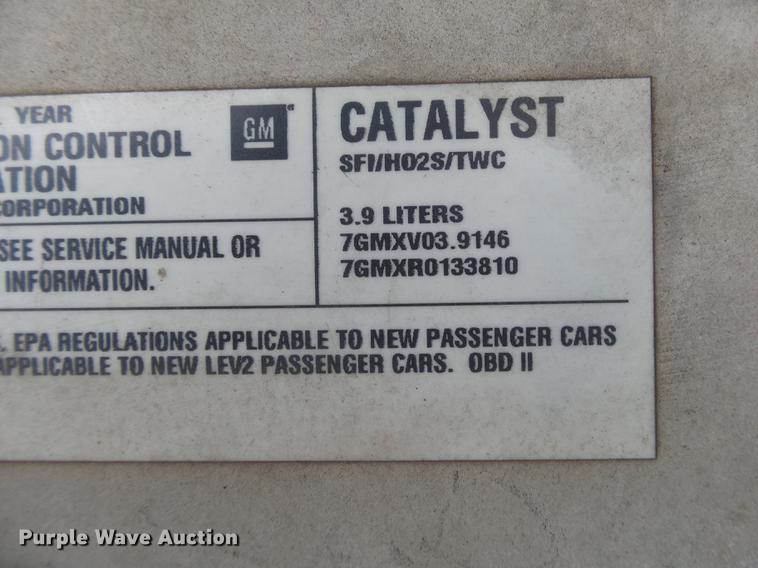 YEAR
ON CONTROL
ATION
CORPORATION
GM
SEE SERVICE MANUAL OR
INFORMATION.
CATALYST
SFI/HO2S/TWC
3.9 LITERS
7GMXV03.9146
7GMXR0133810
. EPA REGULATIONS APPLICABLE TO NEW PASSENGER CARS
APPLICABLE TO NEW LEV2 PASSENGER CARS. OBD II
Purple Wave Auction